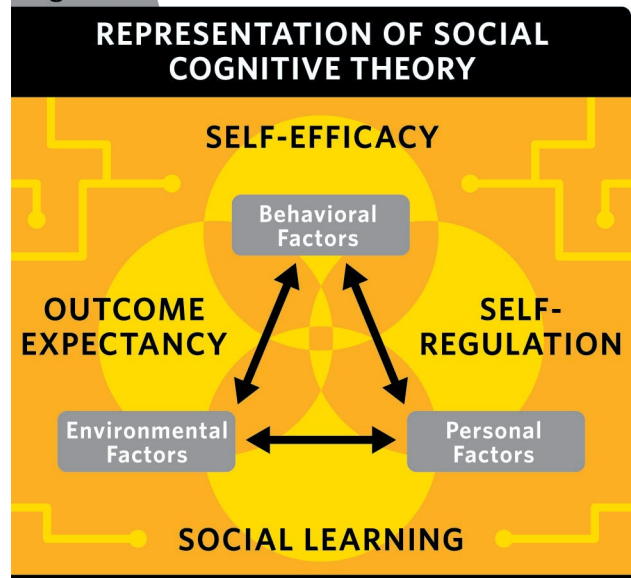 REPRESENTATION OF SOCIAL
COGNITIVE THEORY
SELF-EFFICACY
Behavioral
Factors
OUTCOME
EXPECTANCY
SELF-
REGULATION
Environmental
Factors
Personal
Factors
SOCIAL LEARNING